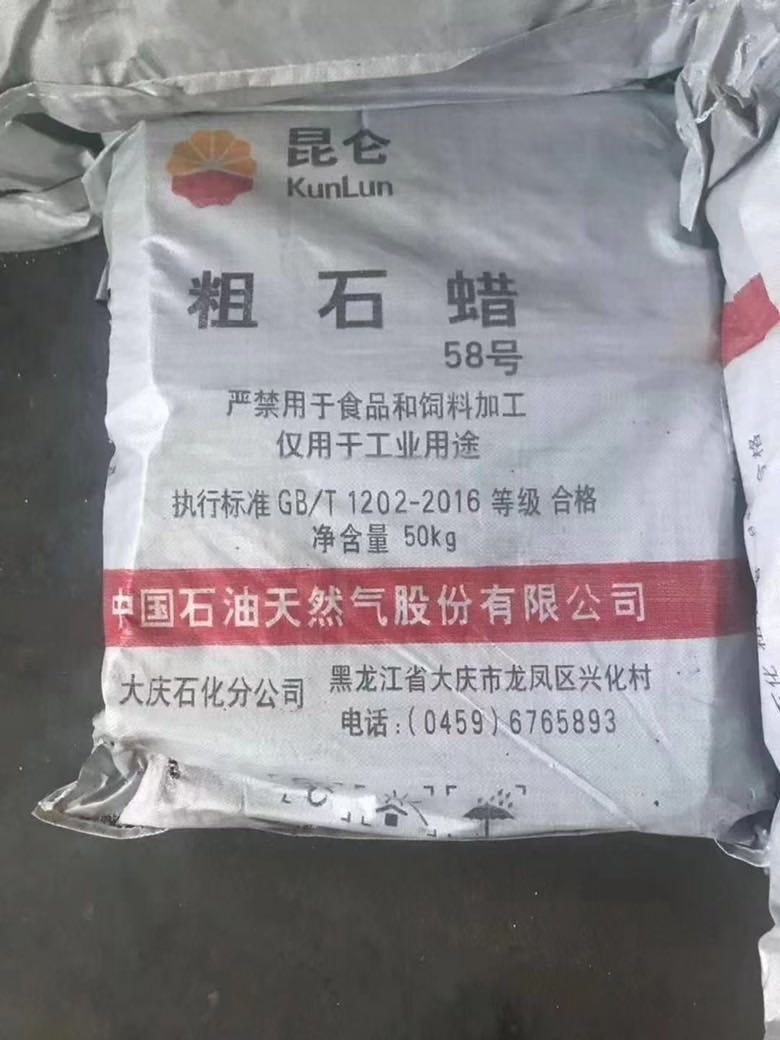 昆仑
KunLun
粗石蜡
58号
严禁用于食品和饲料加工
仅用于工业用途
执行标准 GB/T 1202-2016 等级 合格
净含量 50kg
中国石油天然气股份有限公司
大庆石化分公司
黑龙江省大庆市龙凤区兴化村
电话:(0459)6765893